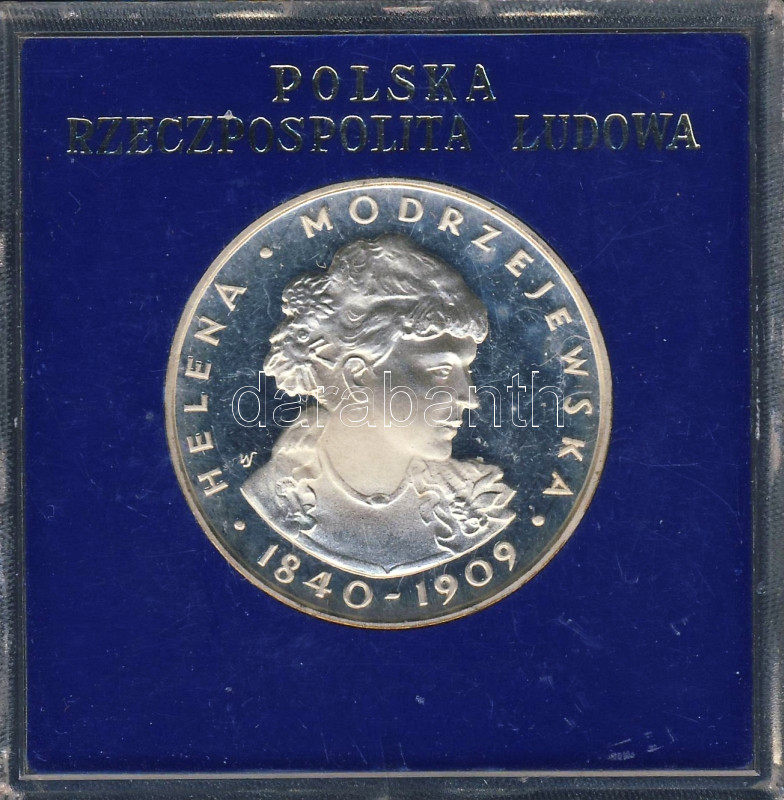 POLSKA
RZECZPOSPOLITA LUDOWA
HELENA · MODRZEJEWSKA
· 1840-1909 ·
darabanth